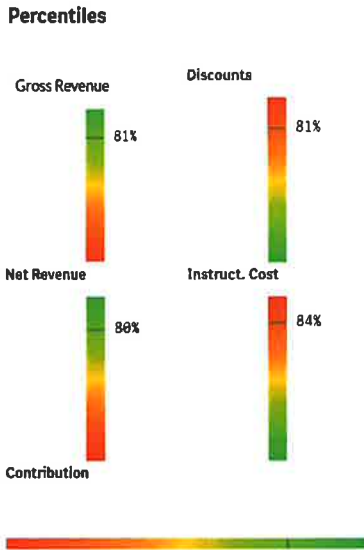 Percentiles
Gross Revenue
Discounts
81%
81%
Net Revenue
Instruct. Cost
80%
84%
Contribution